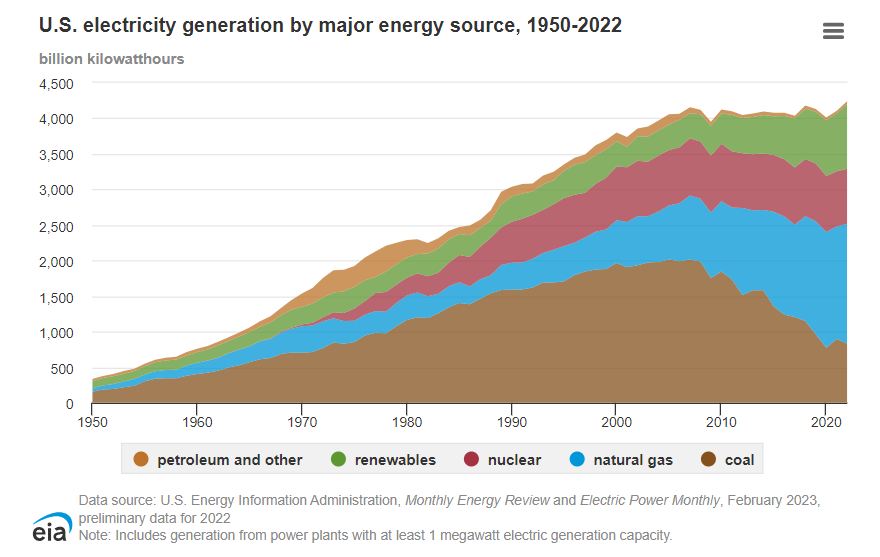 U.S. electricity generation by major energy source, 1950-2022
billion kilowatthours
4,500
4,000
3,500
3,000
2,500
2,000
1,500
1,000
500
0
1950 1960 1970 1980 1990 2000 2010 2020
petroleum and other renewables nuclear natural gas coal
Data source: U.S. Energy Information Administration, Monthly Energy Review and Electric Power Monthly, February 2023,
preliminary data for 2022
Note: Includes generation from power plants with at least 1 megawatt electric generation capacity.
eia